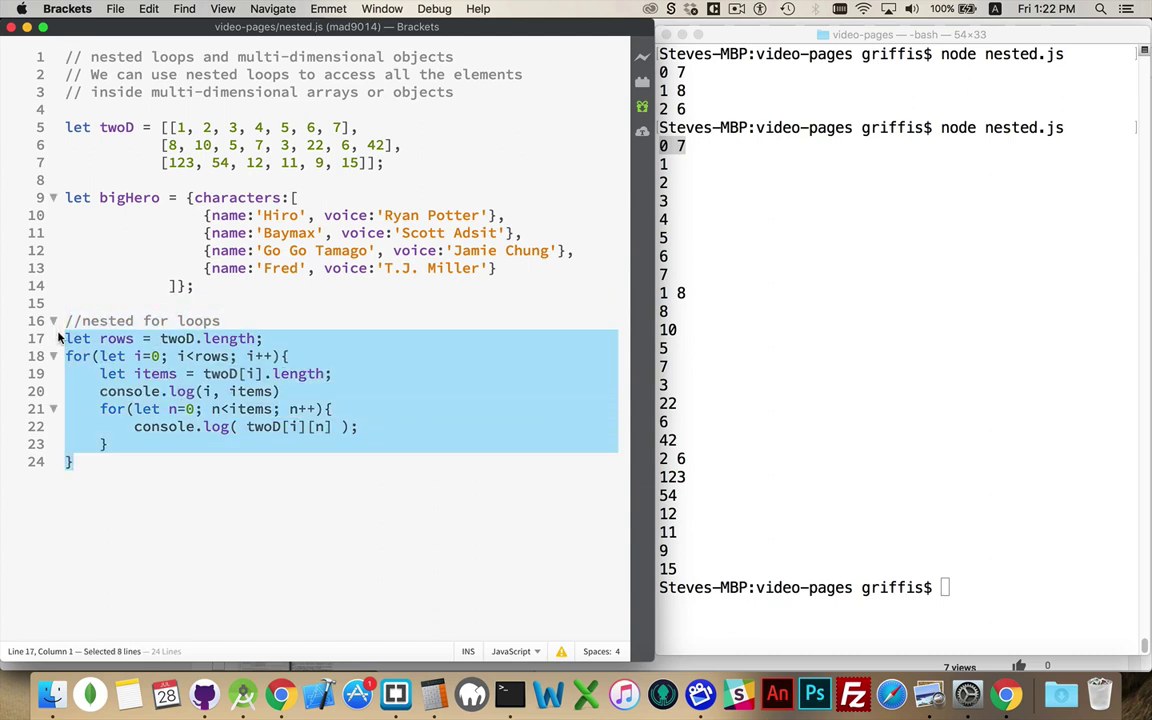 Brackets File Edit Find View Navigate Emmet Window Debug Help 100% A Fri 1:22 PM
video-pages/nested.js (mad9014) — Brackets
1 // nested loops and multi-dimensional objects
2 // We can use nested loops to access all the elements
3 // inside multi-dimensional arrays or objects
4
5 let twoD = [[1, 2, 3, 4, 5, 6, 7],
6 [8, 10, 5, 7, 3, 22, 6, 42],
7 [123, 54, 12, 11, 9, 15]];
8
9 let bigHero = {characters:[
10 {name:'Hiro', voice:'Ryan Potter'},
11 {name:'Baymax', voice:'Scott Adsit'},
12 {name:'Go Go Tamago', voice:'Jamie Chung'},
13 {name:'Fred', voice:'T.J. Miller'}
14 ]};
15
16 //nested for loops
17 let rows = twoD.length;
18 for(let i=0; i<rows; i++){
19 let items = twoD[i].length;
20 console.log(i, items)
21 for(let n=0; n<items; n++){
22 console.log( twoD[i][n] );
23 }
24 }
Line 17, Column 1 — Selected 8 lines — 24 Lines
INS JavaScript Spaces: 4
video-pages — -bash — 54×33
Steves-MBP:video-pages griffis$ node nested.js
0 7
1 8
2 6
Steves-MBP:video-pages griffis$ node nested.js
0 7
1
2
3
4
5
6
7
1 8
8
10
5
7
3
22
6
42
2 6
123
54
12
11
9
15
Steves-MBP:video-pages griffis$
7 views 0
JUL
28
1
W
X
An
Ps
Fz